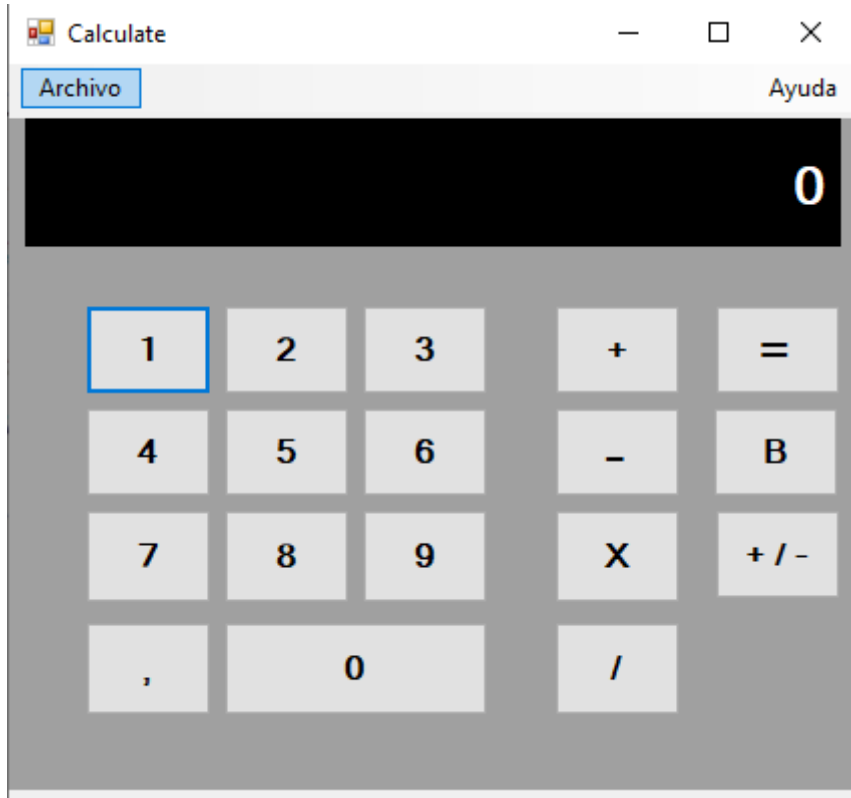 Calculate
Archivo Ayuda
0
1 2 3 + =
4 5 6 - B
7 8 9 X + / -
, 0 /